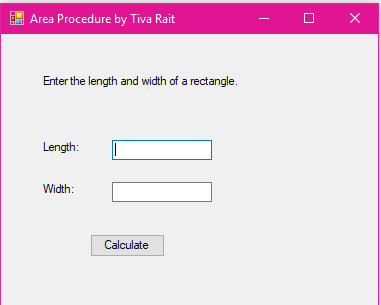 Area Procedure by Tiva Rait
Enter the length and width of a rectangle.
Length:
Width:
Calculate